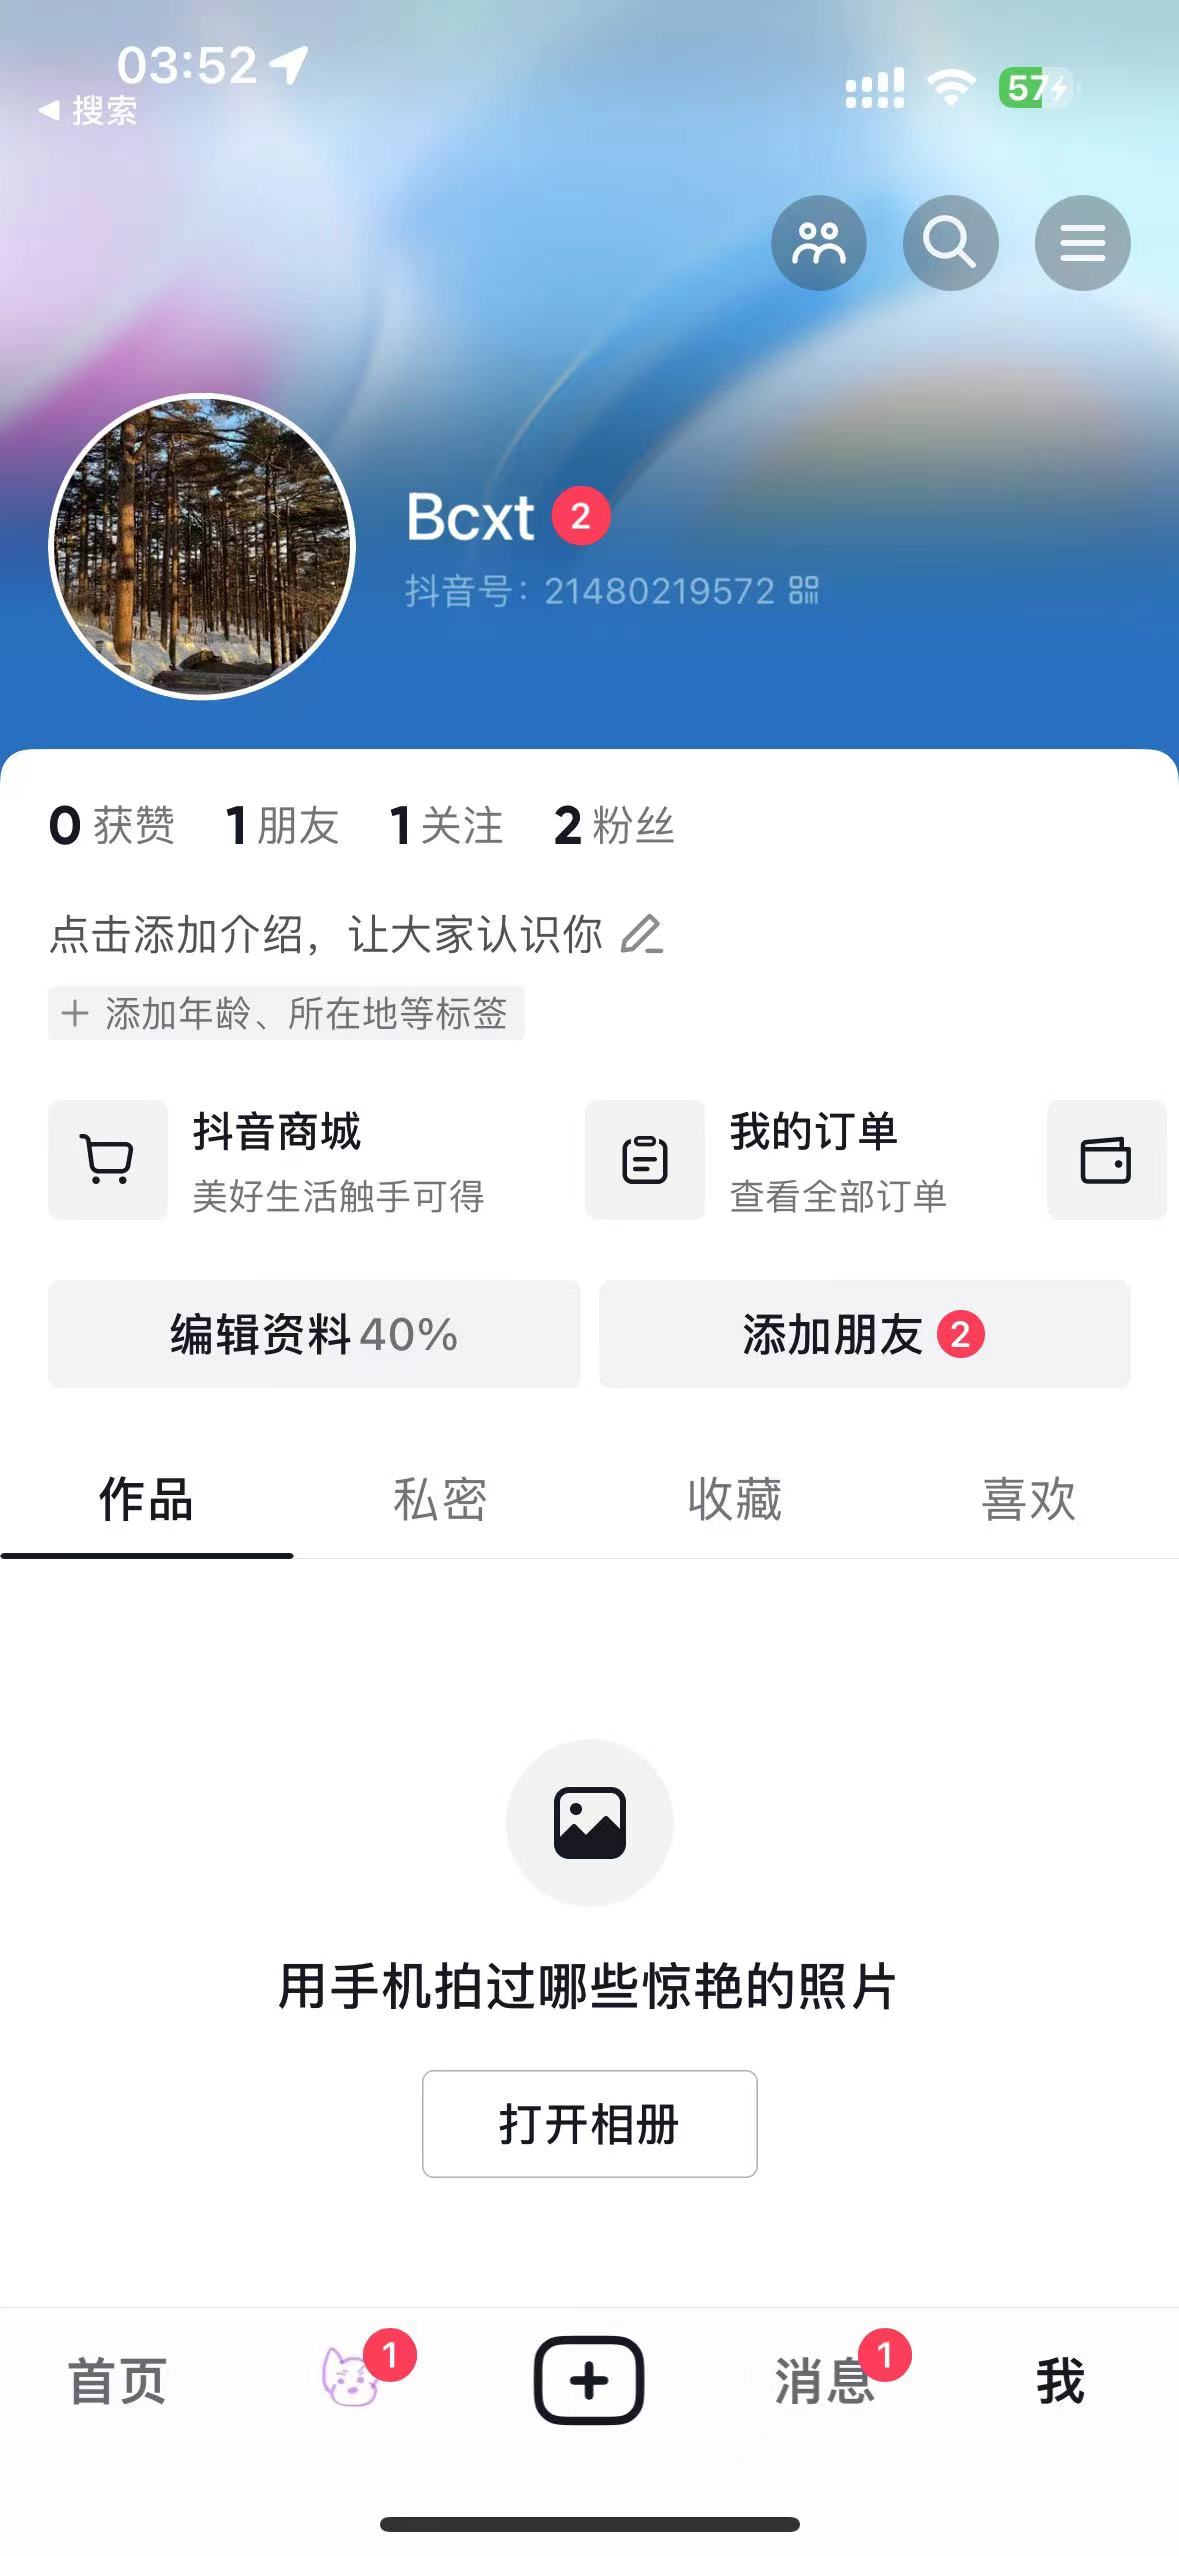 03:52
57
搜索
Bcxt 2
抖音号：21480219572
0 获赞 1 朋友 1 关注 2 粉丝
点击添加介绍，让大家认识你
+ 添加年龄、所在地等标签
抖音商城 我的订单
美好生活触手可得 查看全部订单
编辑资料 40% 添加朋友 2
作品 私密 收藏 喜欢
用手机拍过哪些惊艳的照片
打开相册
首页 1 消息 1 我